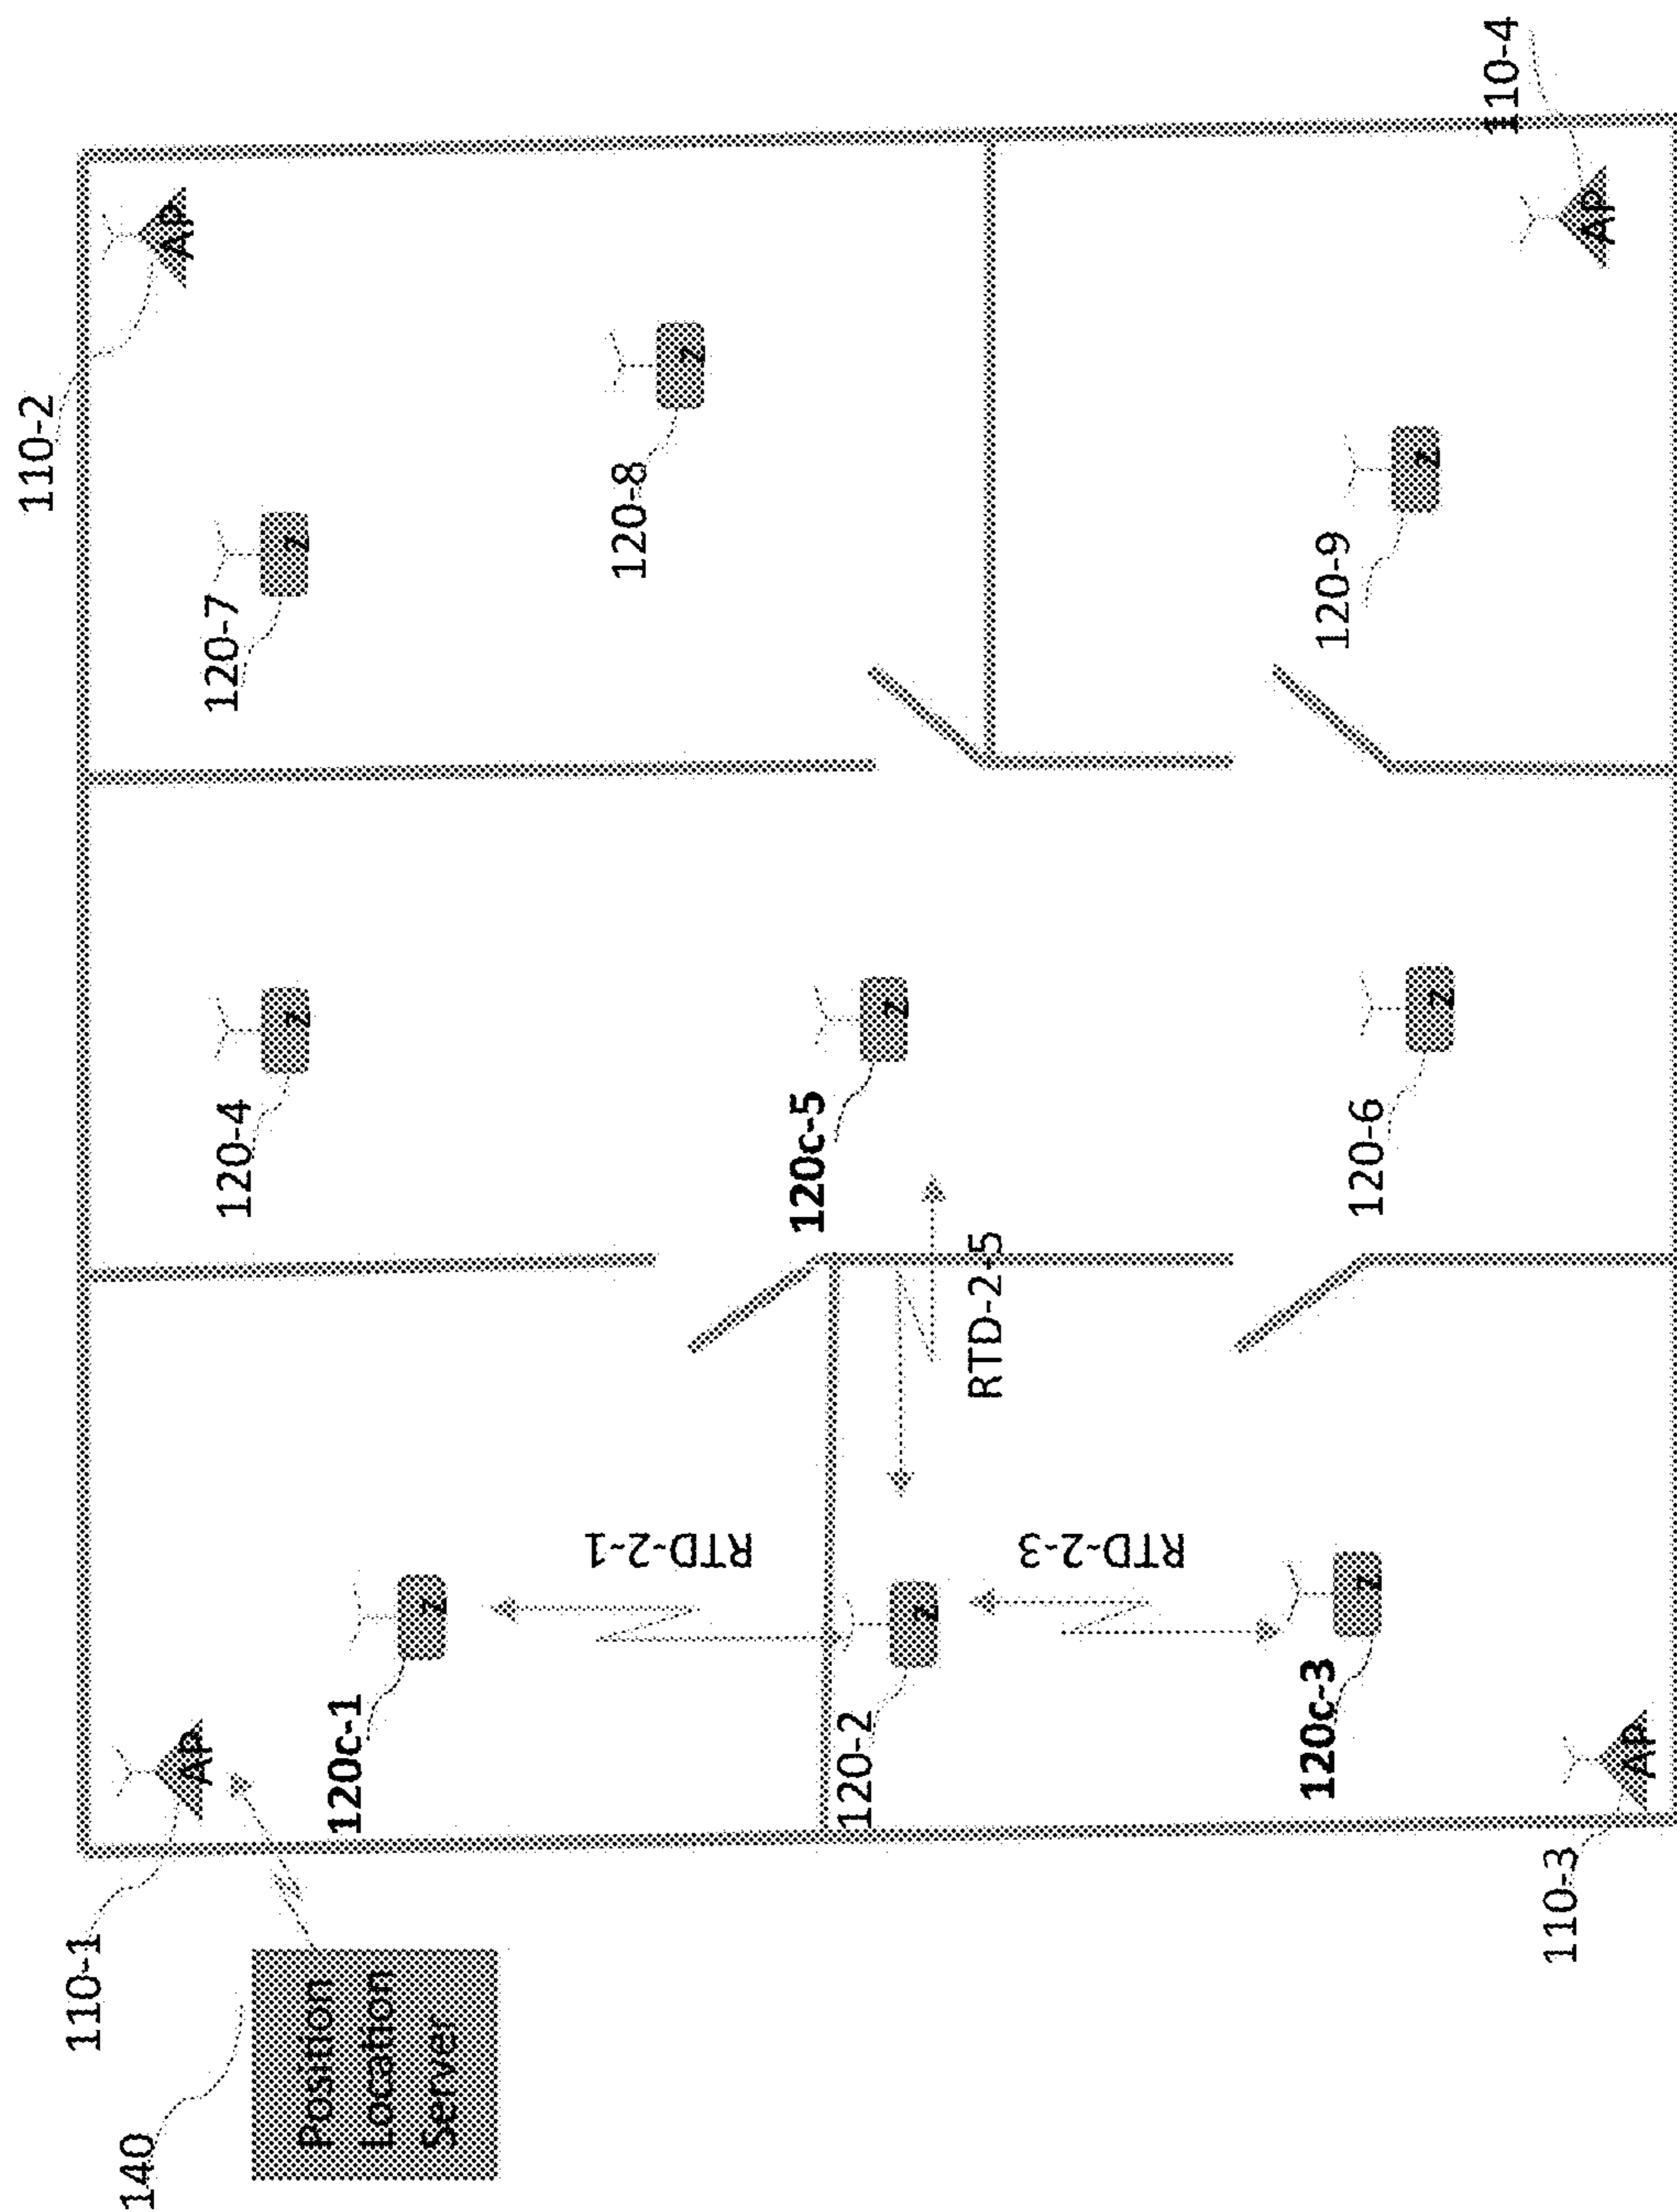 140
Position
Location
Server
110-1
AP
110-2
AP
120-7
Z
120-4
Z
120c-1
Z
120-8
Z
RTD-2-1
120c-5
Z
120-2
Z
RTD-2-5
RTD-2-3
120-9
Z
120-6
Z
120c-3
Z
110-3
AP
110-4
AP